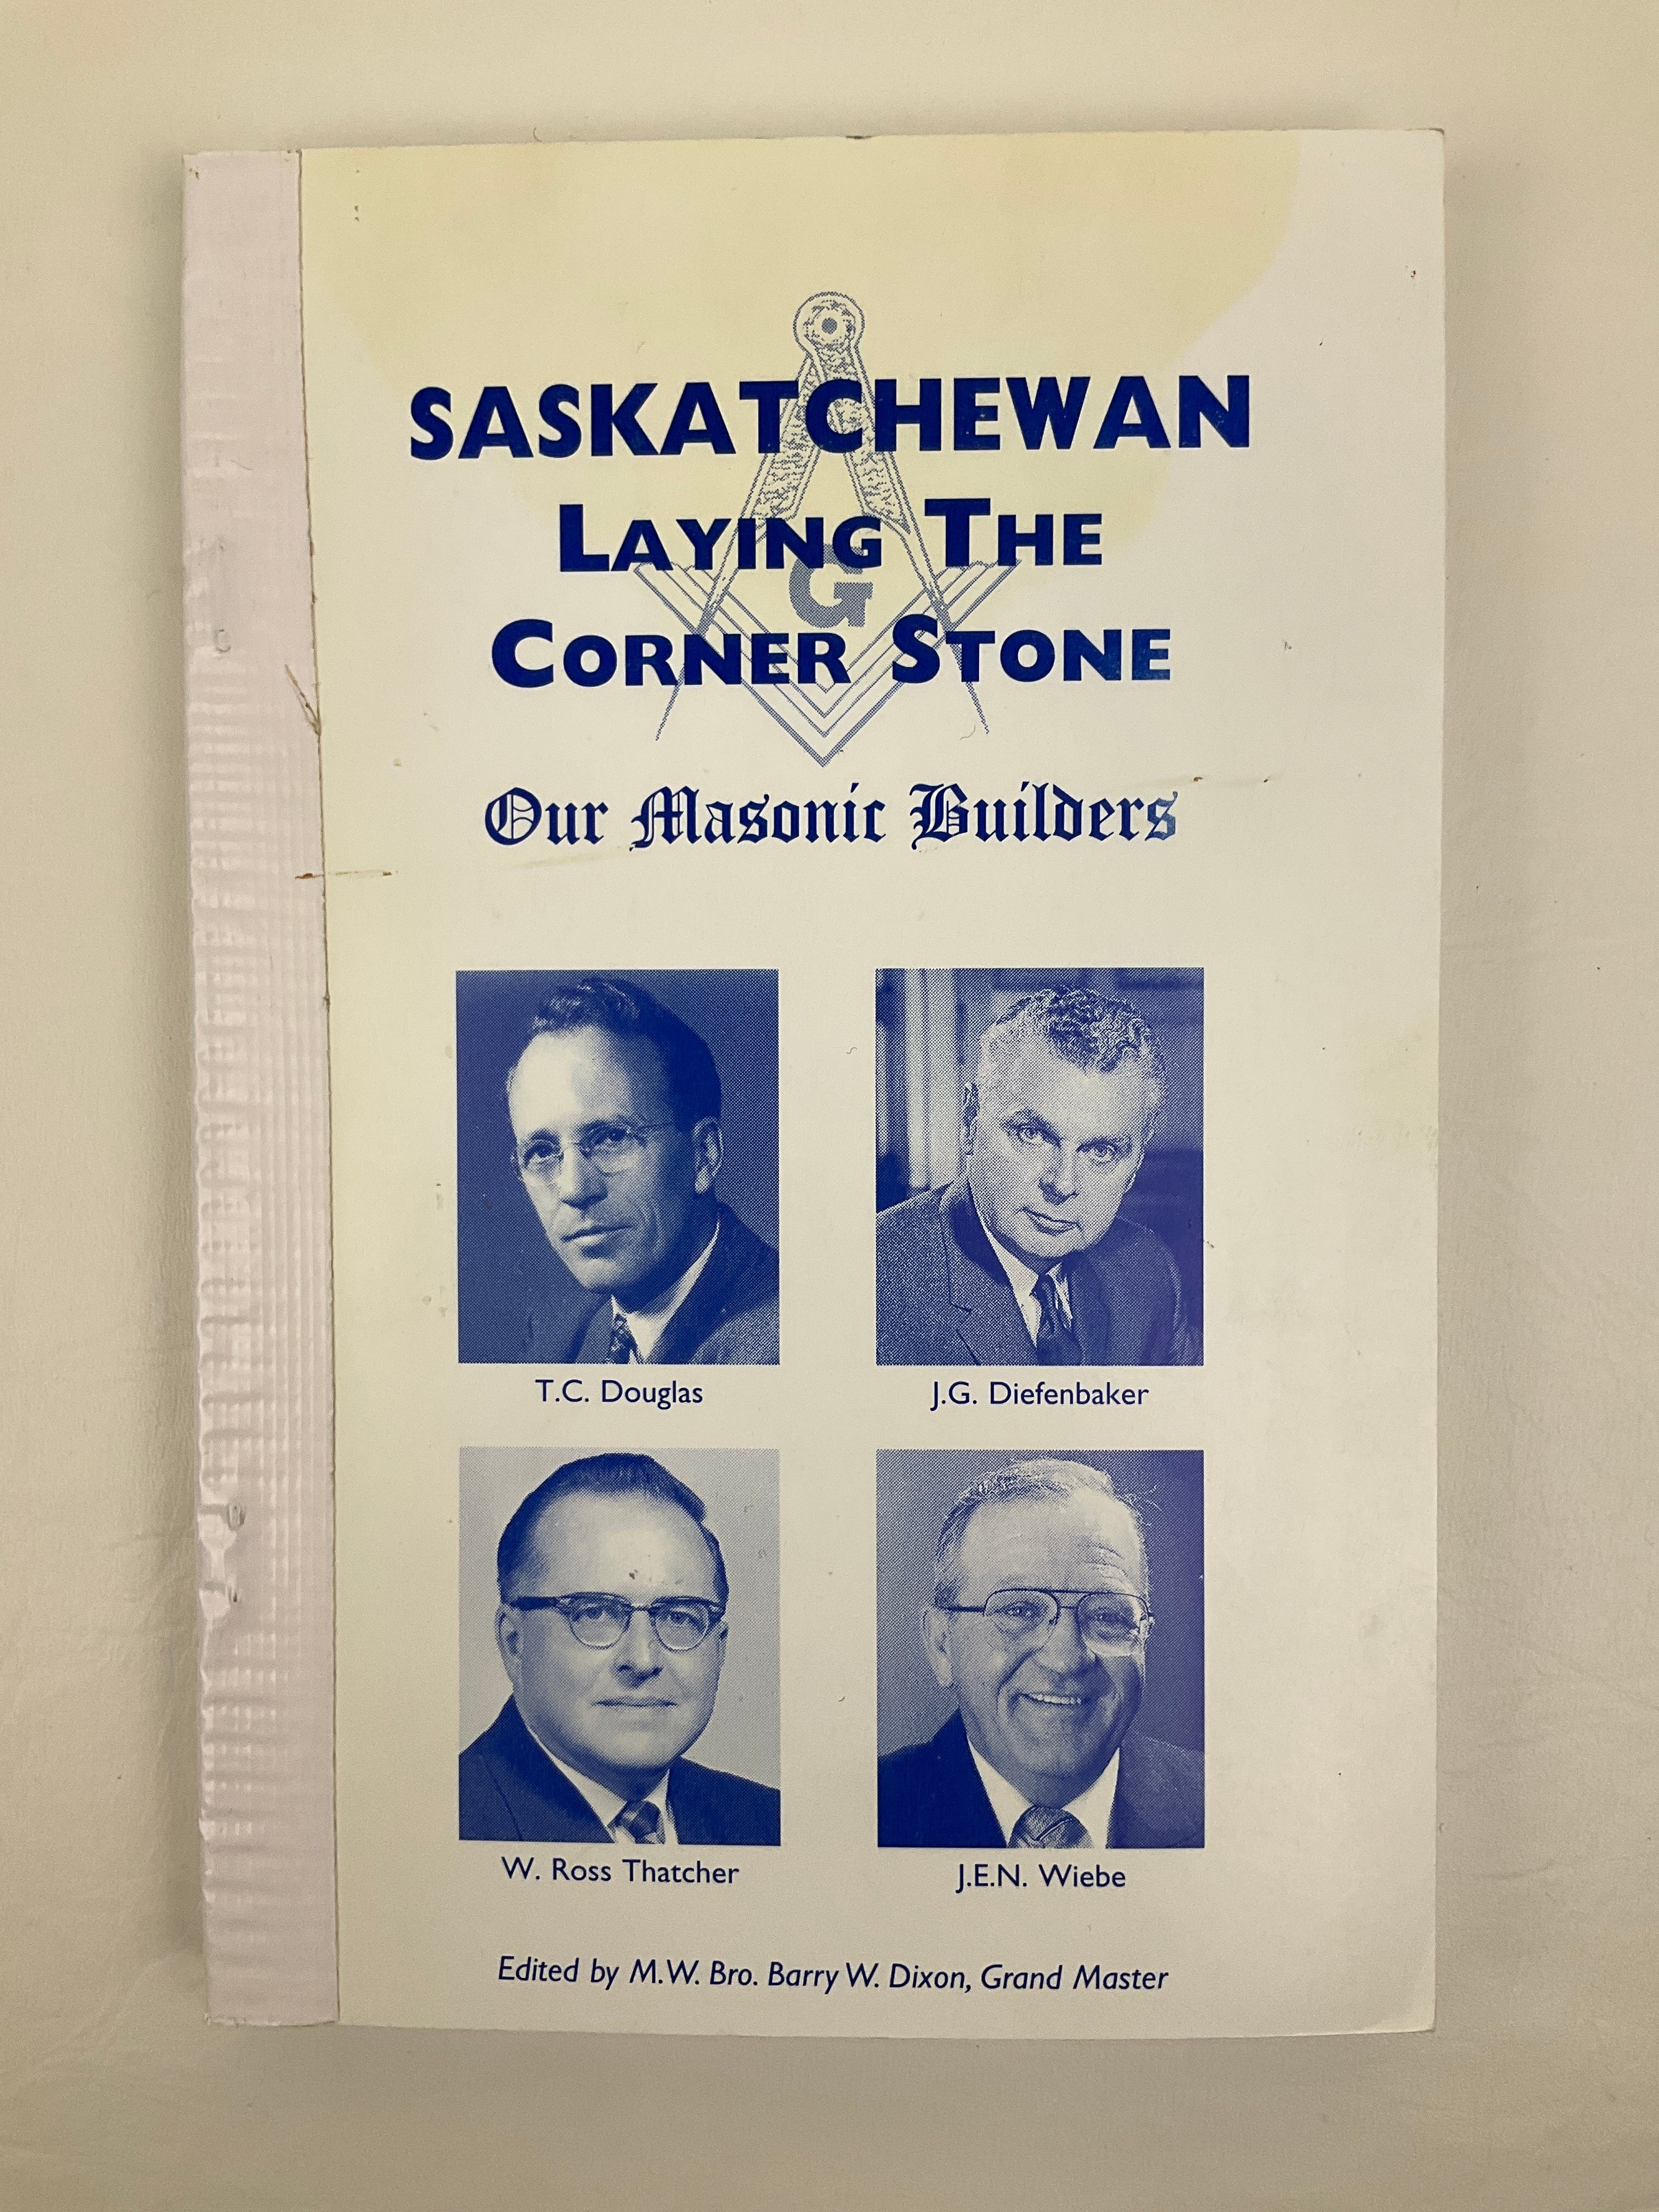 SASKATCHEWAN
LAYING THE
G
CORNER STONE
Our Masonic Builders
T.C. Douglas
J.G. Diefenbaker
W. Ross Thatcher
J.E.N. Wiebe
Edited by M.W. Bro. Barry W. Dixon, Grand Master